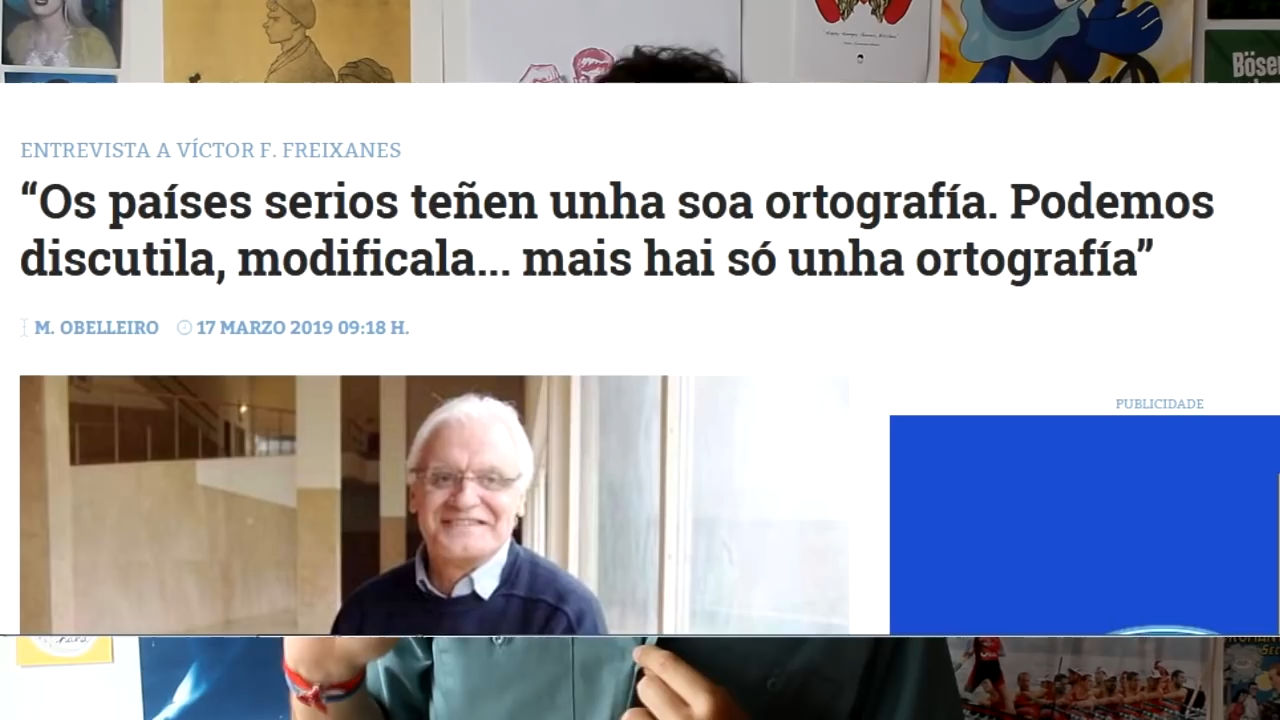 Böse
ENTREVISTA A VÍCTOR F. FREIXANES
“Os países serios teñen unha soa ortografía. Podemos
discutila, modificala... mais hai só unha ortografía”
M. OBELLEIRO 17 MARZO 2019 09:18 H.
PUBLICIDADE